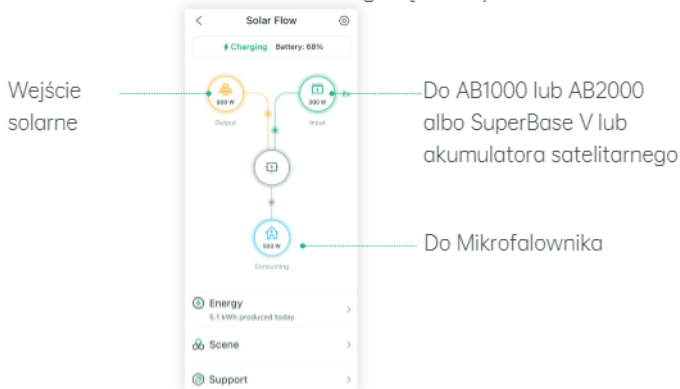 Solar Flow
Charging Battery: 68%
Wejście
solarne
800 W
Output
300 W
2x
Input
Do AB1000 lub AB2000
albo SuperBase V lub
akumulatora satelitarnego
500 W
Consuming
Do Mikrofalownika
Energy
5.1 kWh produced today
Scene
Support